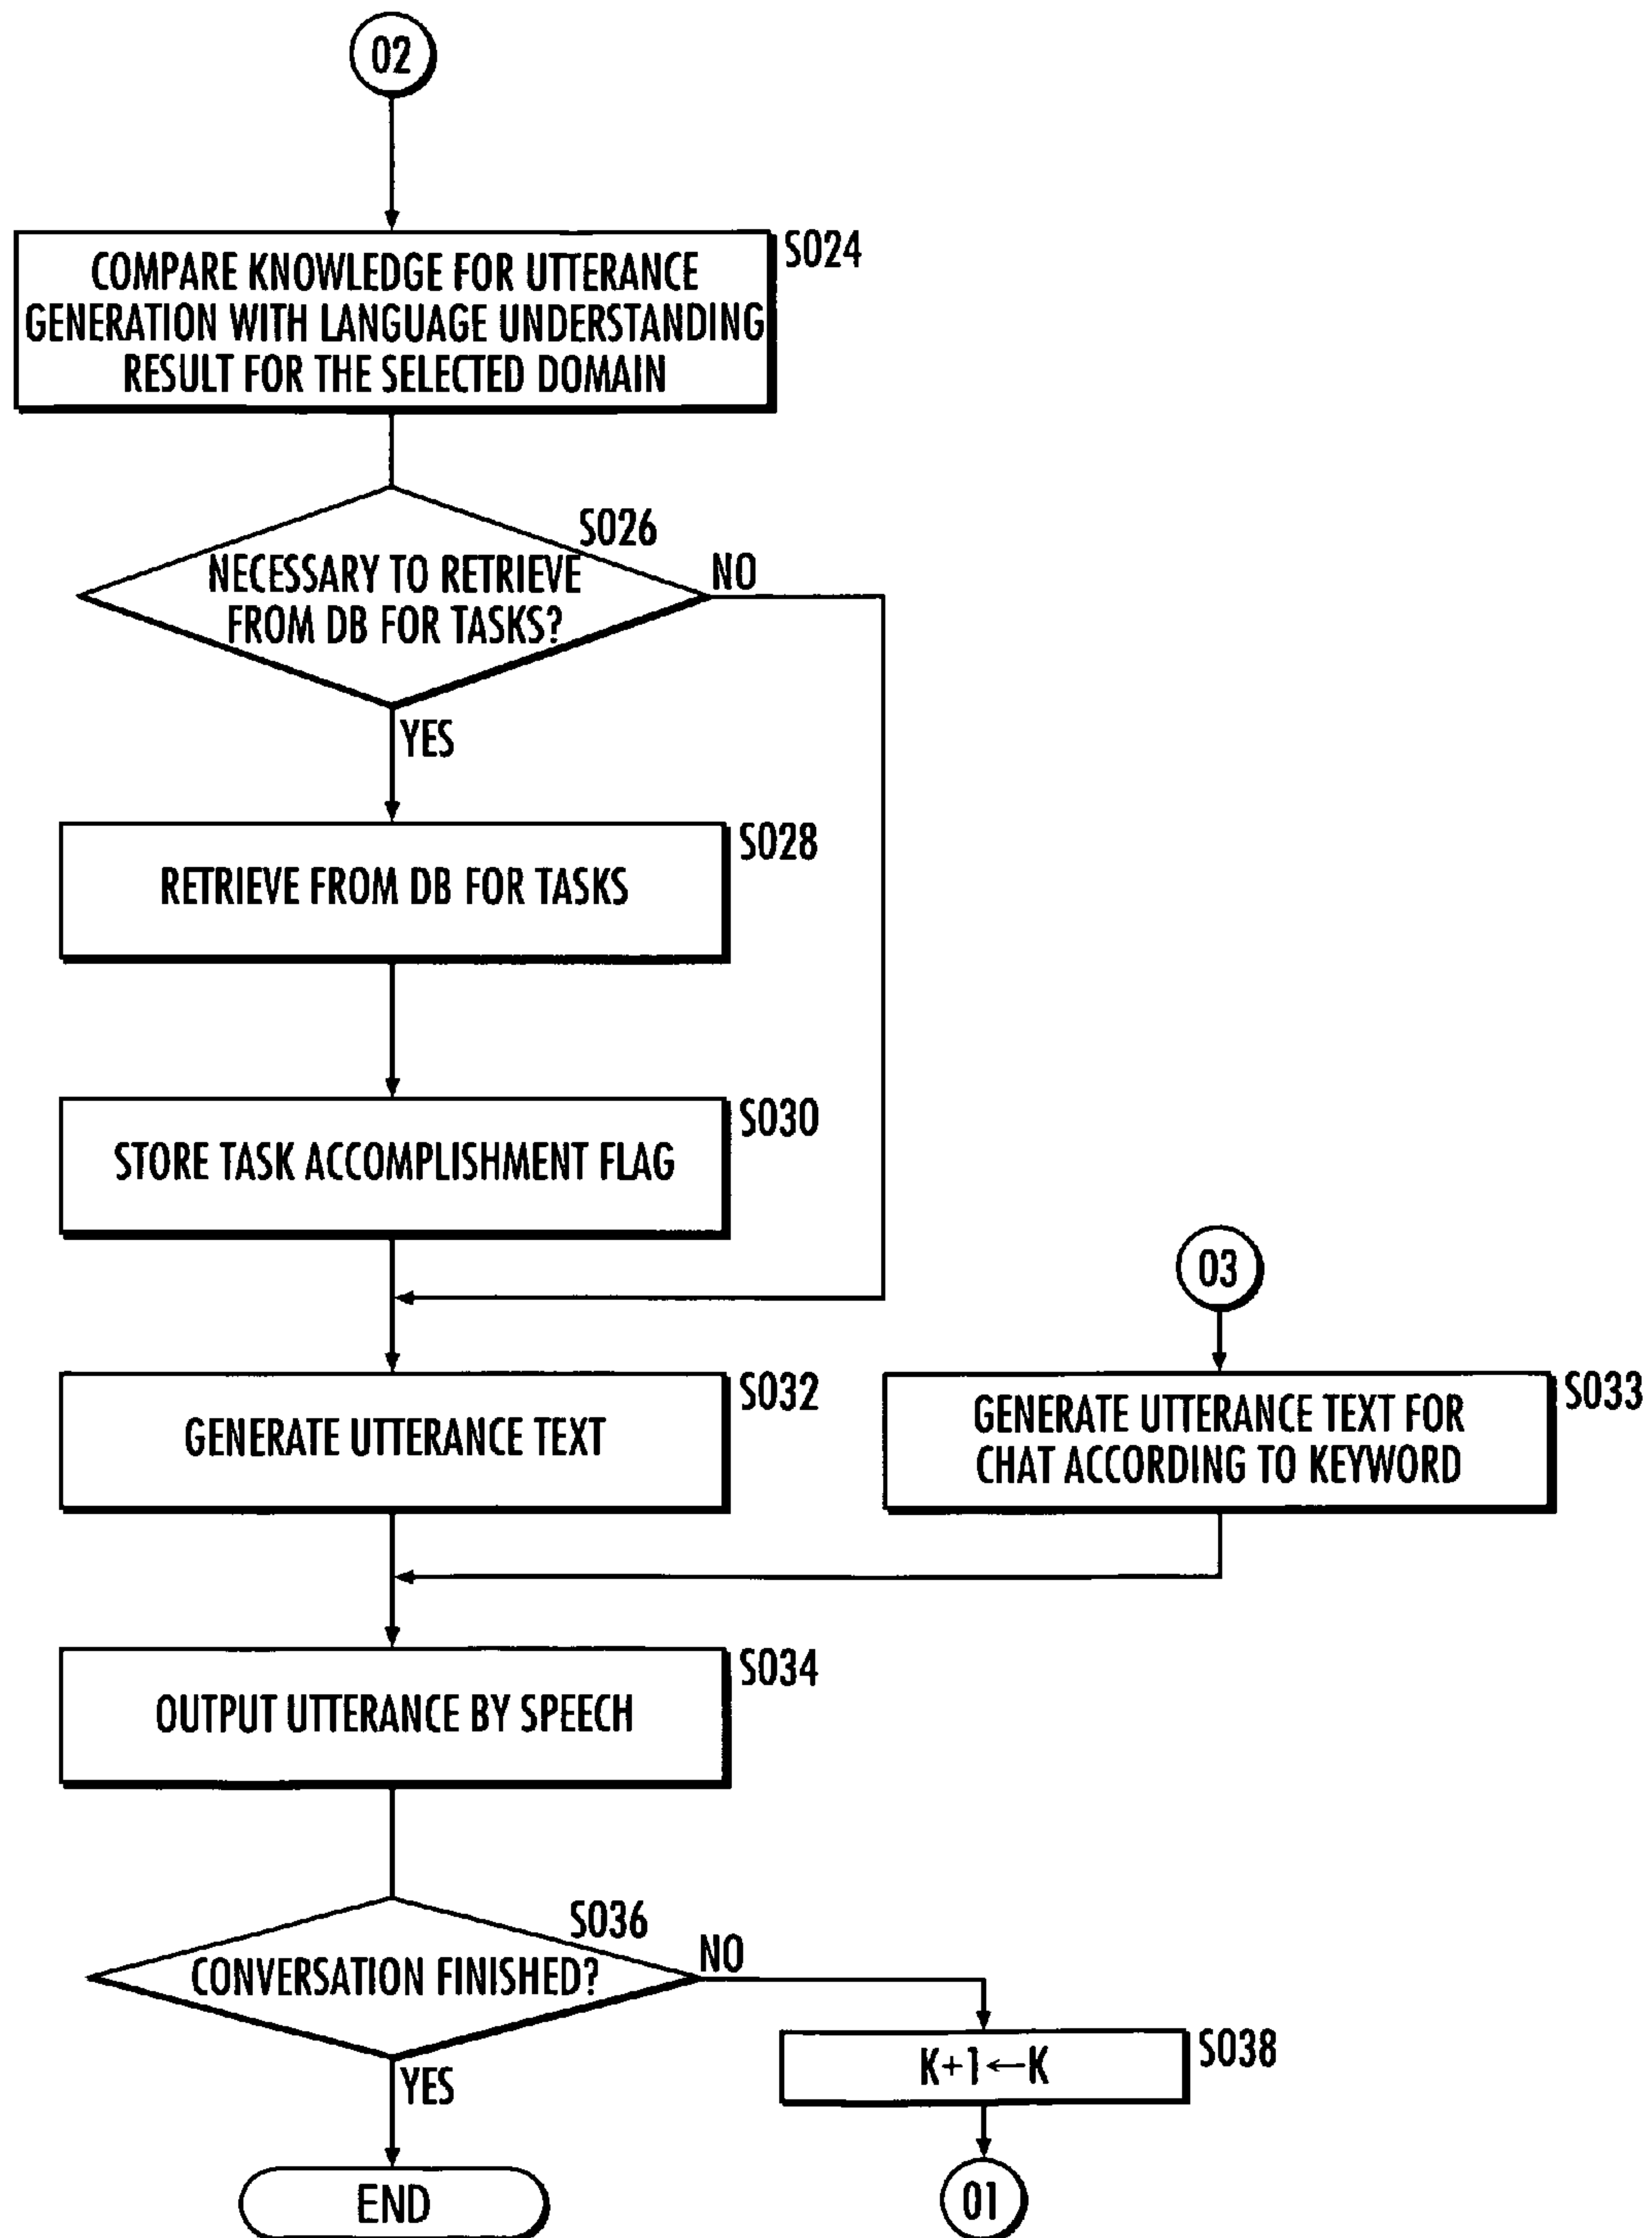 02
S024
COMPARE KNOWLEDGE FOR UTTERANCE
GENERATION WITH LANGUAGE UNDERSTANDING
RESULT FOR THE SELECTED DOMAIN
S026
NECESSARY TO RETRIEVE
FROM DB FOR TASKS?
NO
YES
S028
RETRIEVE FROM DB FOR TASKS
S030
STORE TASK ACCOMPLISHMENT FLAG
03
S032
GENERATE UTTERANCE TEXT
S033
GENERATE UTTERANCE TEXT FOR
CHAT ACCORDING TO KEYWORD
S034
OUTPUT UTTERANCE BY SPEECH
S036
CONVERSATION FINISHED?
NO
YES
S038
K+1←K
END
01